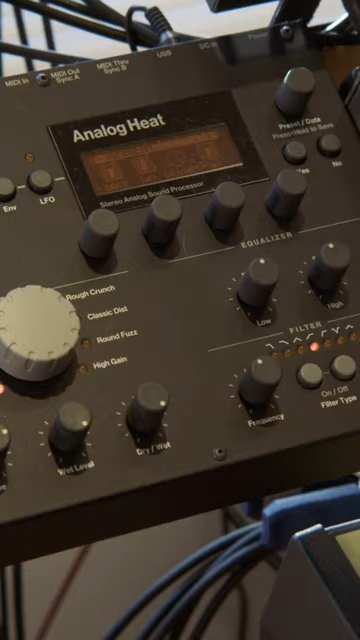 MIDI In
MIDI Out
Sync A
MIDI Thru
Sync B
USB
DC In
Power
Analog Heat
Stereo Analog Sound Processor
Preset / Data
Press+Hold to Save
Yes
No
Env
LFO
EQUALIZER
Low
High
Rough Crunch
Classic Dist
Round Fuzz
High Gain
FILTER
Frequency
On / Off
Filter Type
Wet Level
Dry / Wet